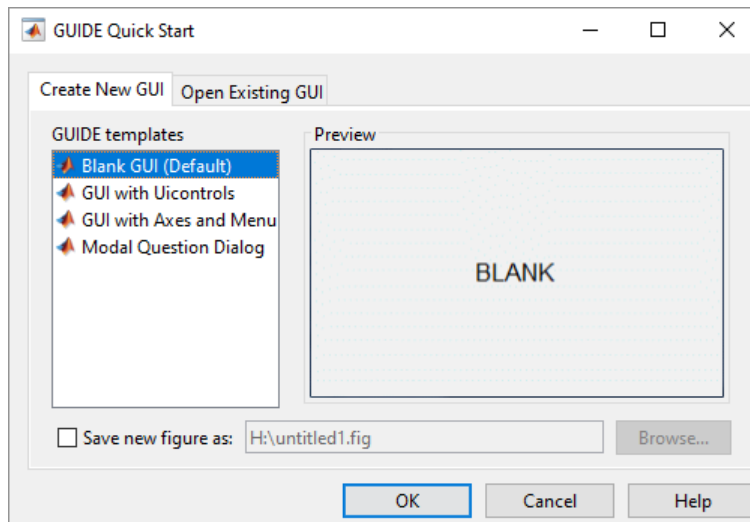 GUIDE Quick Start
Create New GUI
Open Existing GUI
GUIDE templates
Blank GUI (Default)
GUI with Uicontrols
GUI with Axes and Menu
Modal Question Dialog
Preview
BLANK
Save new figure as: H:\untitled1.fig Browse...
OK Cancel Help